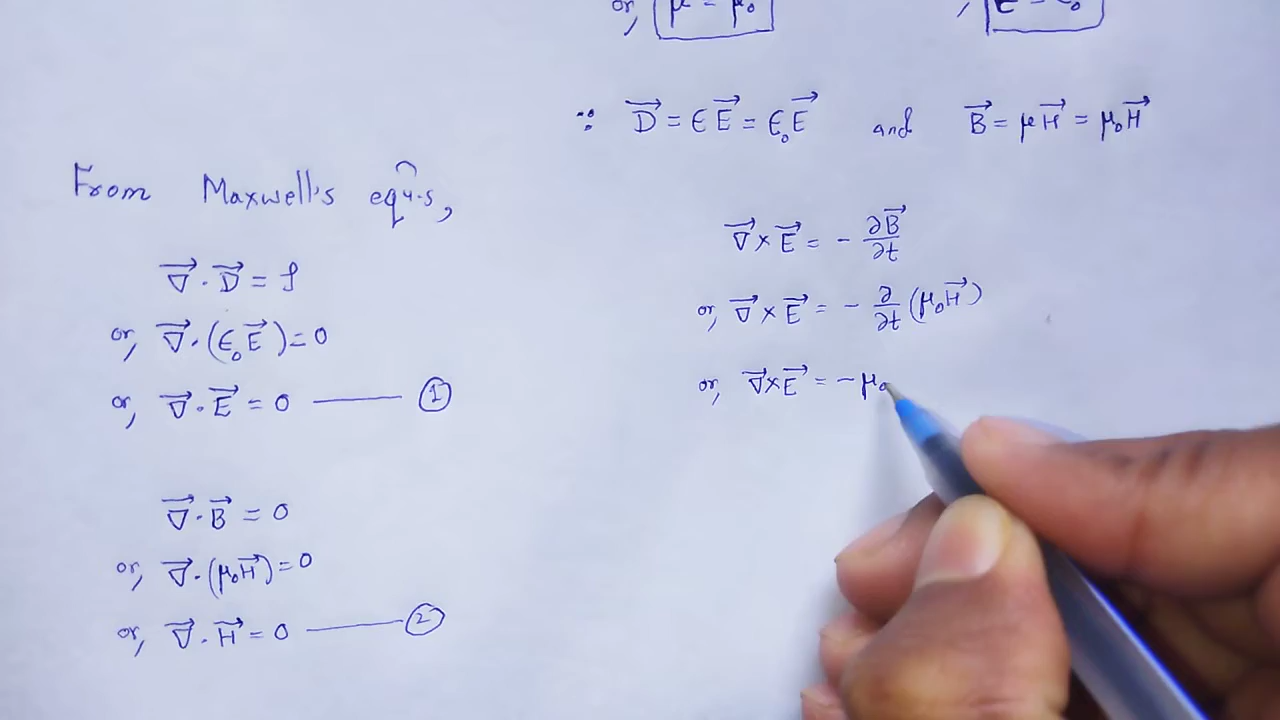 or, μ = μ₀ , ϵ = ϵ₀
∵ D⃗ = ϵE⃗ = ϵ₀E⃗ and B⃗ = μH⃗ = μ₀H⃗
From Maxwell's eqⁿ.s,
∇⃗ . D⃗ = ρ
or, ∇⃗ . (ϵ₀E⃗) = 0
or, ∇⃗ . E⃗ = 0 —— ①
∇⃗ . B⃗ = 0
or, ∇⃗ . (μ₀H⃗) = 0
or, ∇⃗ . H⃗ = 0 —— ②
∇⃗ × E⃗ = - ∂B⃗/∂t
or, ∇⃗ × E⃗ = - ∂/∂t (μ₀H⃗)
or, ∇⃗ × E⃗ = - μ₀